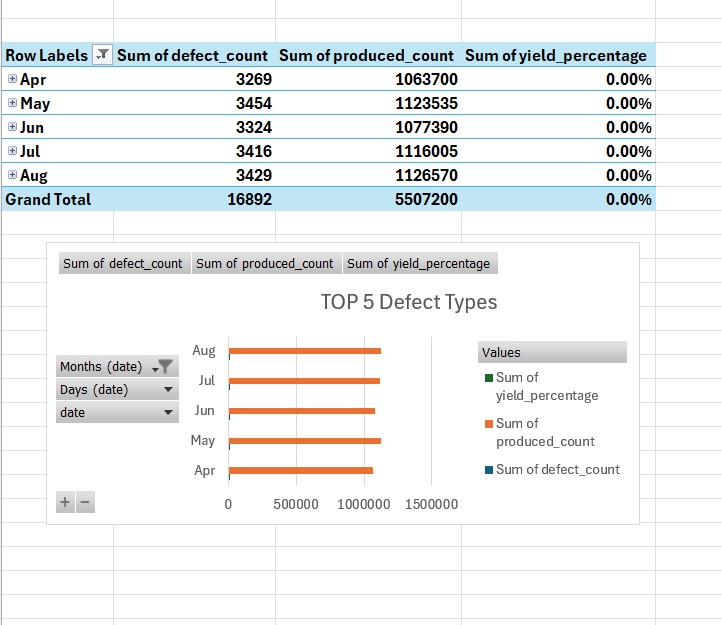 Row Labels Sum of defect_count Sum of produced_count Sum of yield_percentage
Apr 3269 1063700 0.00%
May 3454 1123535 0.00%
Jun 3324 1077390 0.00%
Jul 3416 1116005 0.00%
Aug 3429 1126570 0.00%
Grand Total 16892 5507200 0.00%
Sum of defect_count Sum of produced_count Sum of yield_percentage
TOP 5 Defect Types
Months (date)
Days (date)
date
Aug
Jul
Jun
May
Apr
0 500000 1000000 1500000
Values
Sum of
yield_percentage
Sum of
produced_count
Sum of defect_count